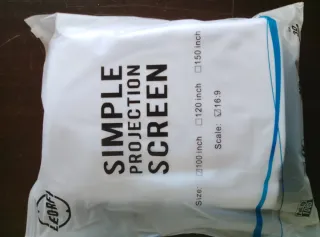 SIMPLE
PROJECTION
SCREEN
Size: ☑100 inch ☐120 inch ☐150 inch
Scale: ☑16:9